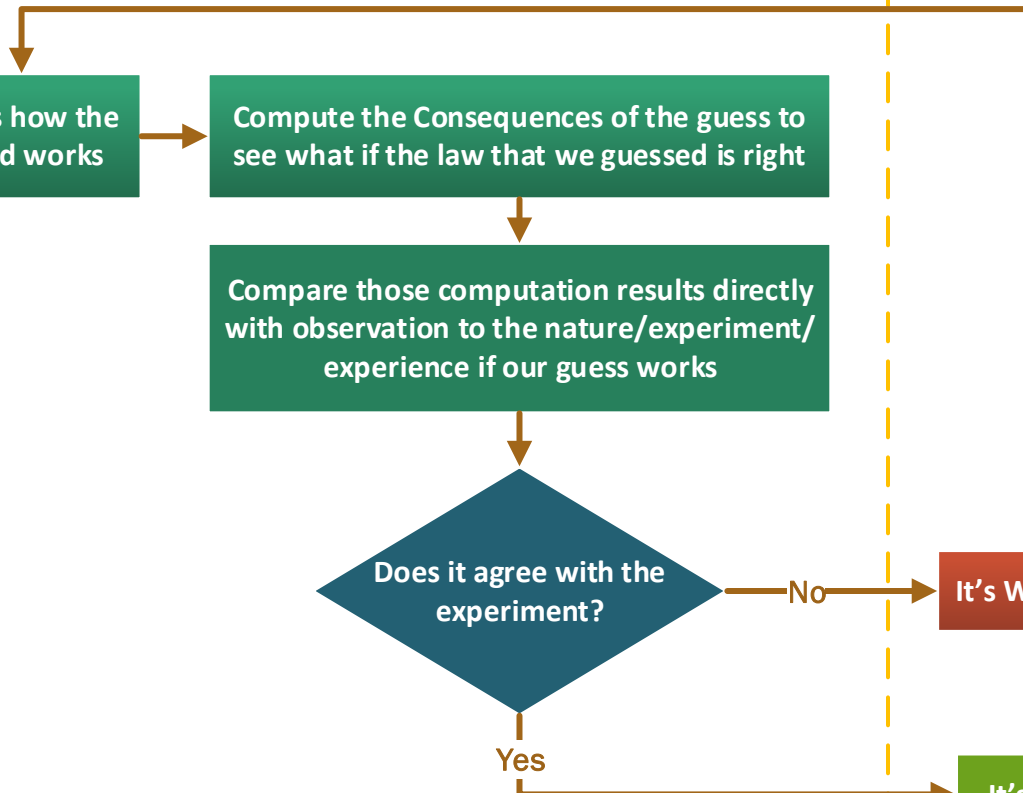 how the
works
Compute the Consequences of the guess to
see what if the law that we guessed is right
Compare those computation results directly
with observation to the nature/experiment/
experience if our guess works
Does it agree with the
experiment?
No
It's
Yes
It's